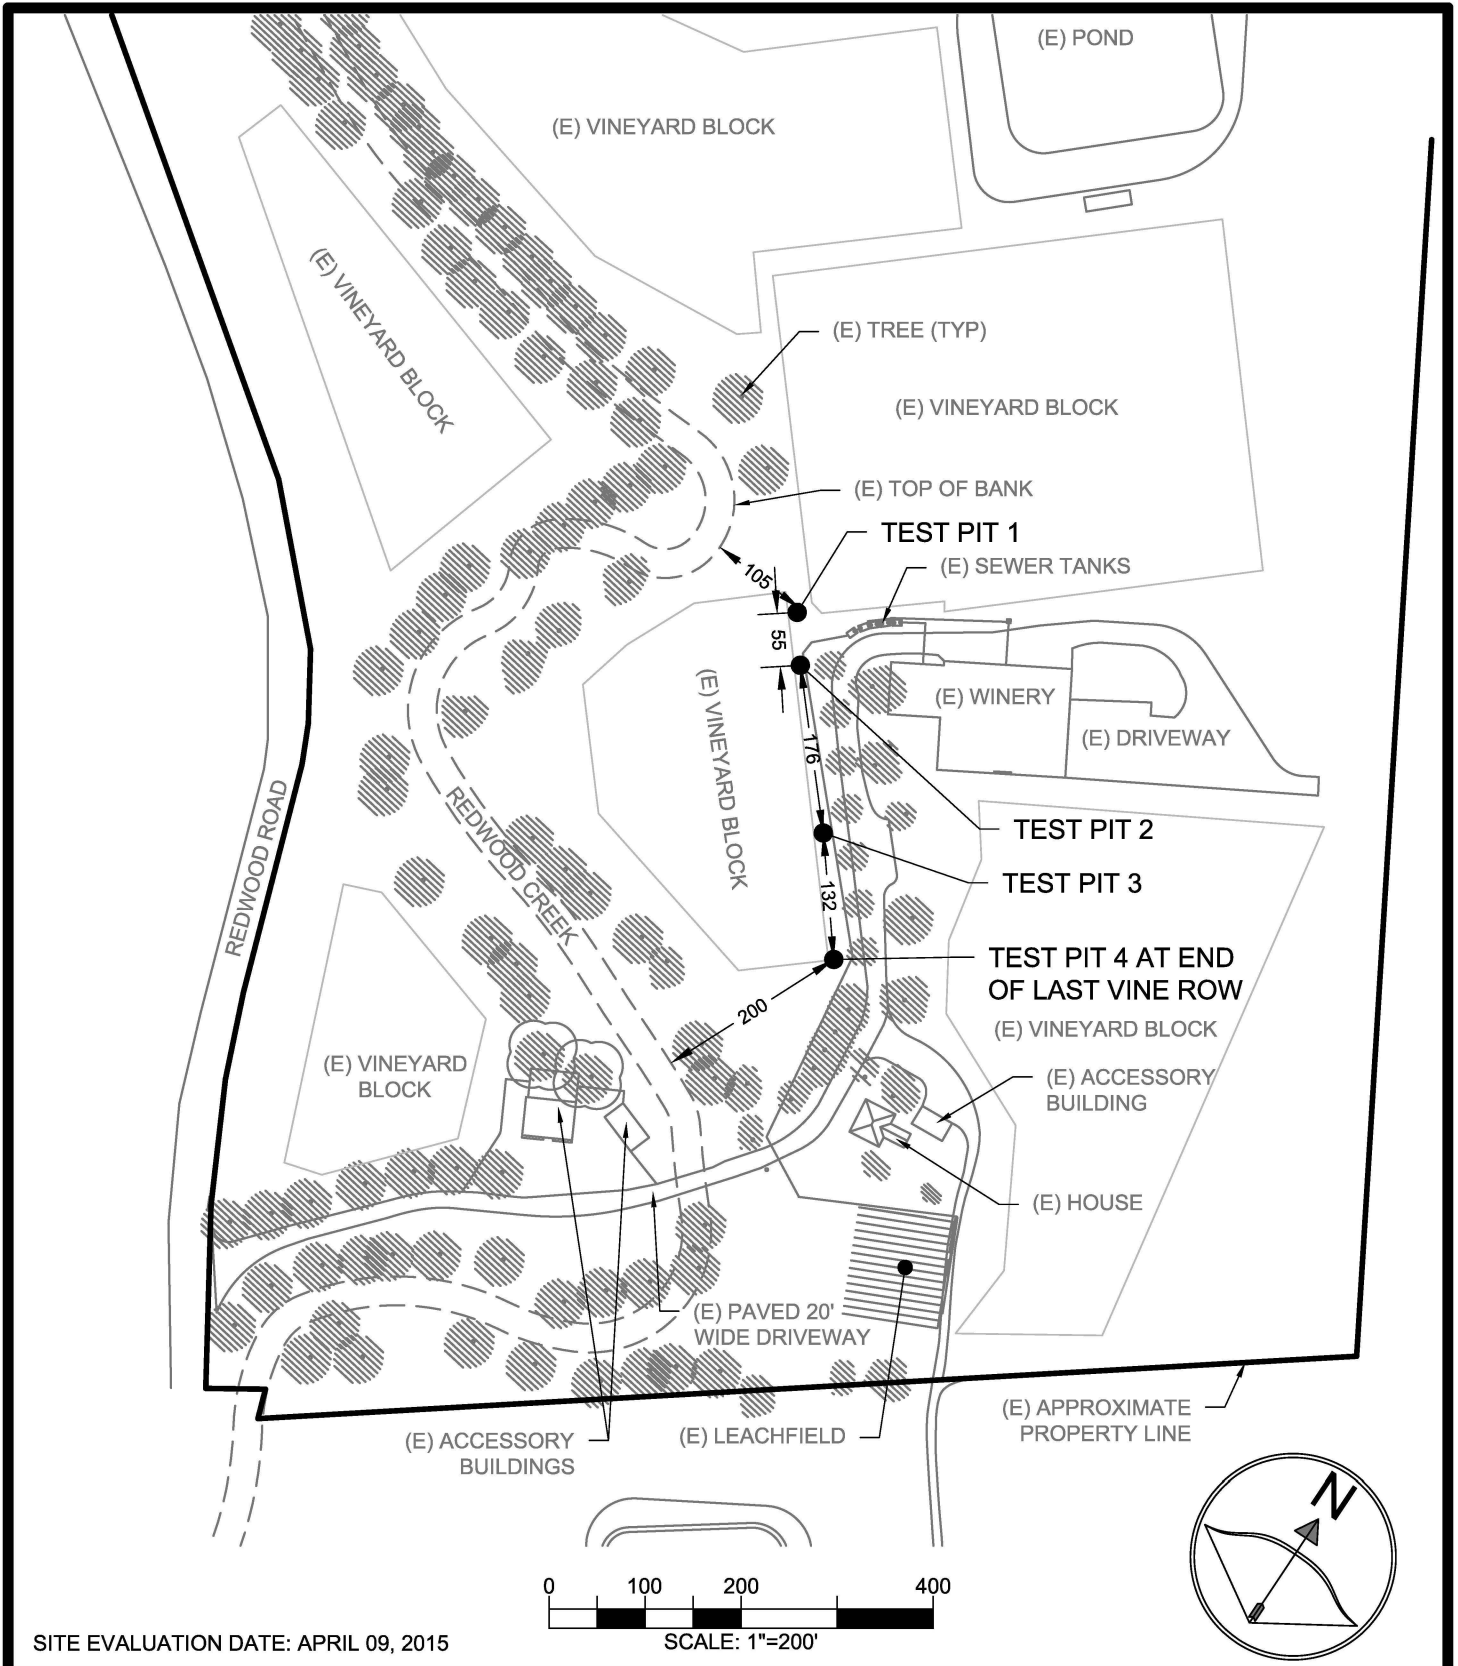 (E) POND
(E) VINEYARD BLOCK
(E) VINEYARD BLOCK
(E) TREE (TYP)
(E) VINEYARD BLOCK
(E) TOP OF BANK
TEST PIT 1
(E) SEWER TANKS
105
55
(E) VINEYARD BLOCK
(E) WINERY
(E) DRIVEWAY
176
REDWOOD ROAD
REDWOOD CREEK
TEST PIT 2
TEST PIT 3
132
TEST PIT 4 AT END
OF LAST VINE ROW
200
(E) VINEYARD BLOCK
(E) VINEYARD
BLOCK
(E) ACCESSORY
BUILDING
(E) HOUSE
(E) PAVED 20'
WIDE DRIVEWAY
(E) ACCESSORY
BUILDINGS
(E) LEACHFIELD
(E) APPROXIMATE
PROPERTY LINE
N
0 100 200 400
SCALE: 1"=200'
SITE EVALUATION DATE: APRIL 09, 2015